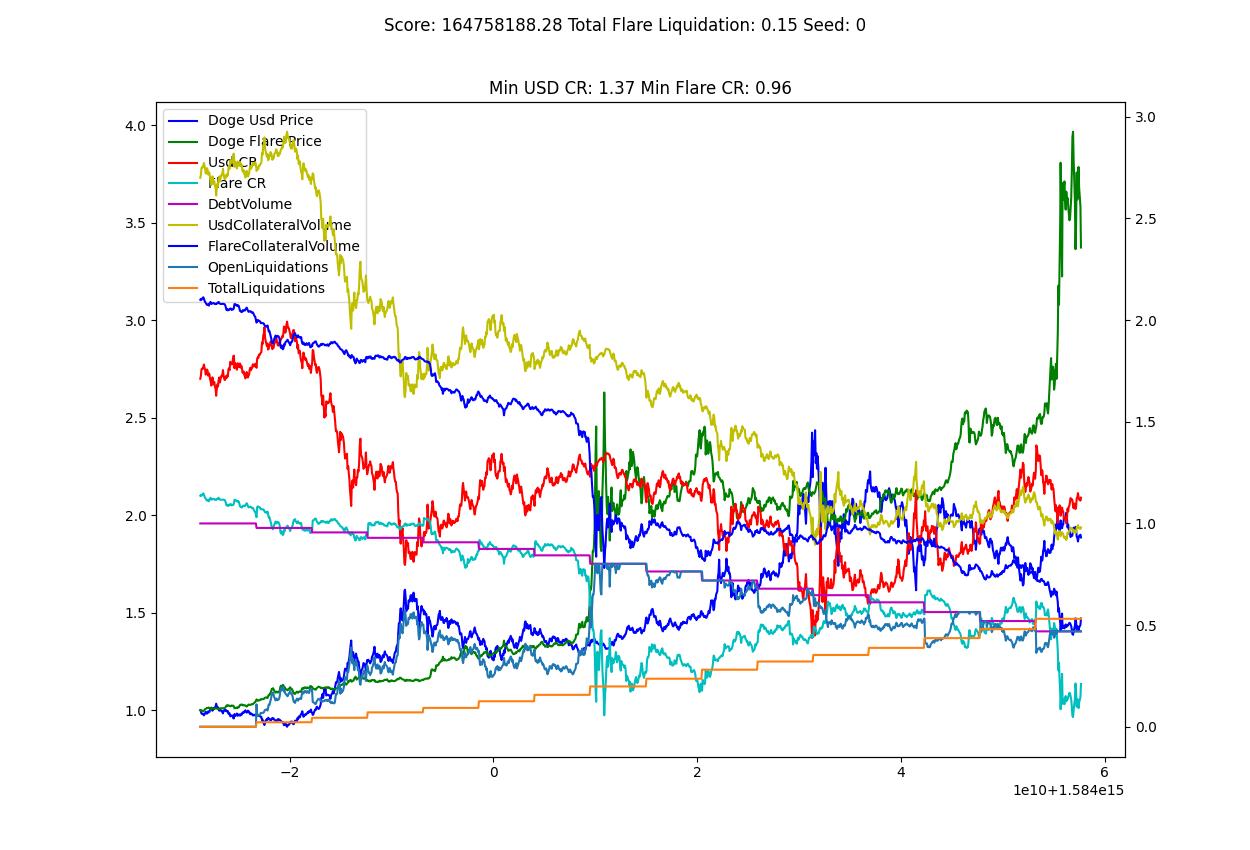 Score: 164758188.28 Total Flare Liquidation: 0.15 Seed: 0
Min USD CR: 1.37 Min Flare CR: 0.96
Doge Usd Price
Doge Flare Price
Usd CR
Flare CR
DebtVolume
UsdCollateralVolume
FlareCollateralVolume
OpenLiquidations
TotalLiquidations
4.0
3.5
3.0
2.5
2.0
1.5
1.0
3.0
2.5
2.0
1.5
1.0
0.5
0.0
−2
0
2
4
6
1e10+1.584e15